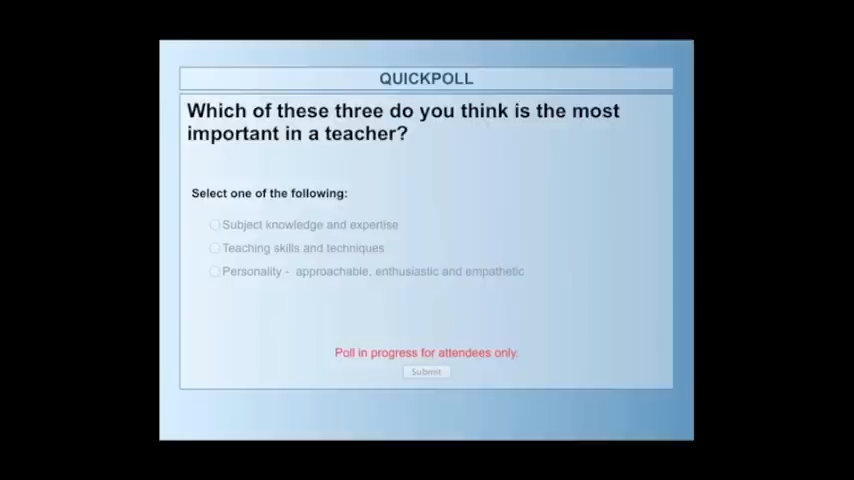 QUICKPOLL
Which of these three do you think is the most
important in a teacher?
Select one of the following:
Subject knowledge and expertise
Teaching skills and techniques
Personality -  approachable, enthusiastic and empathetic
Poll in progress for attendees only.
Submit